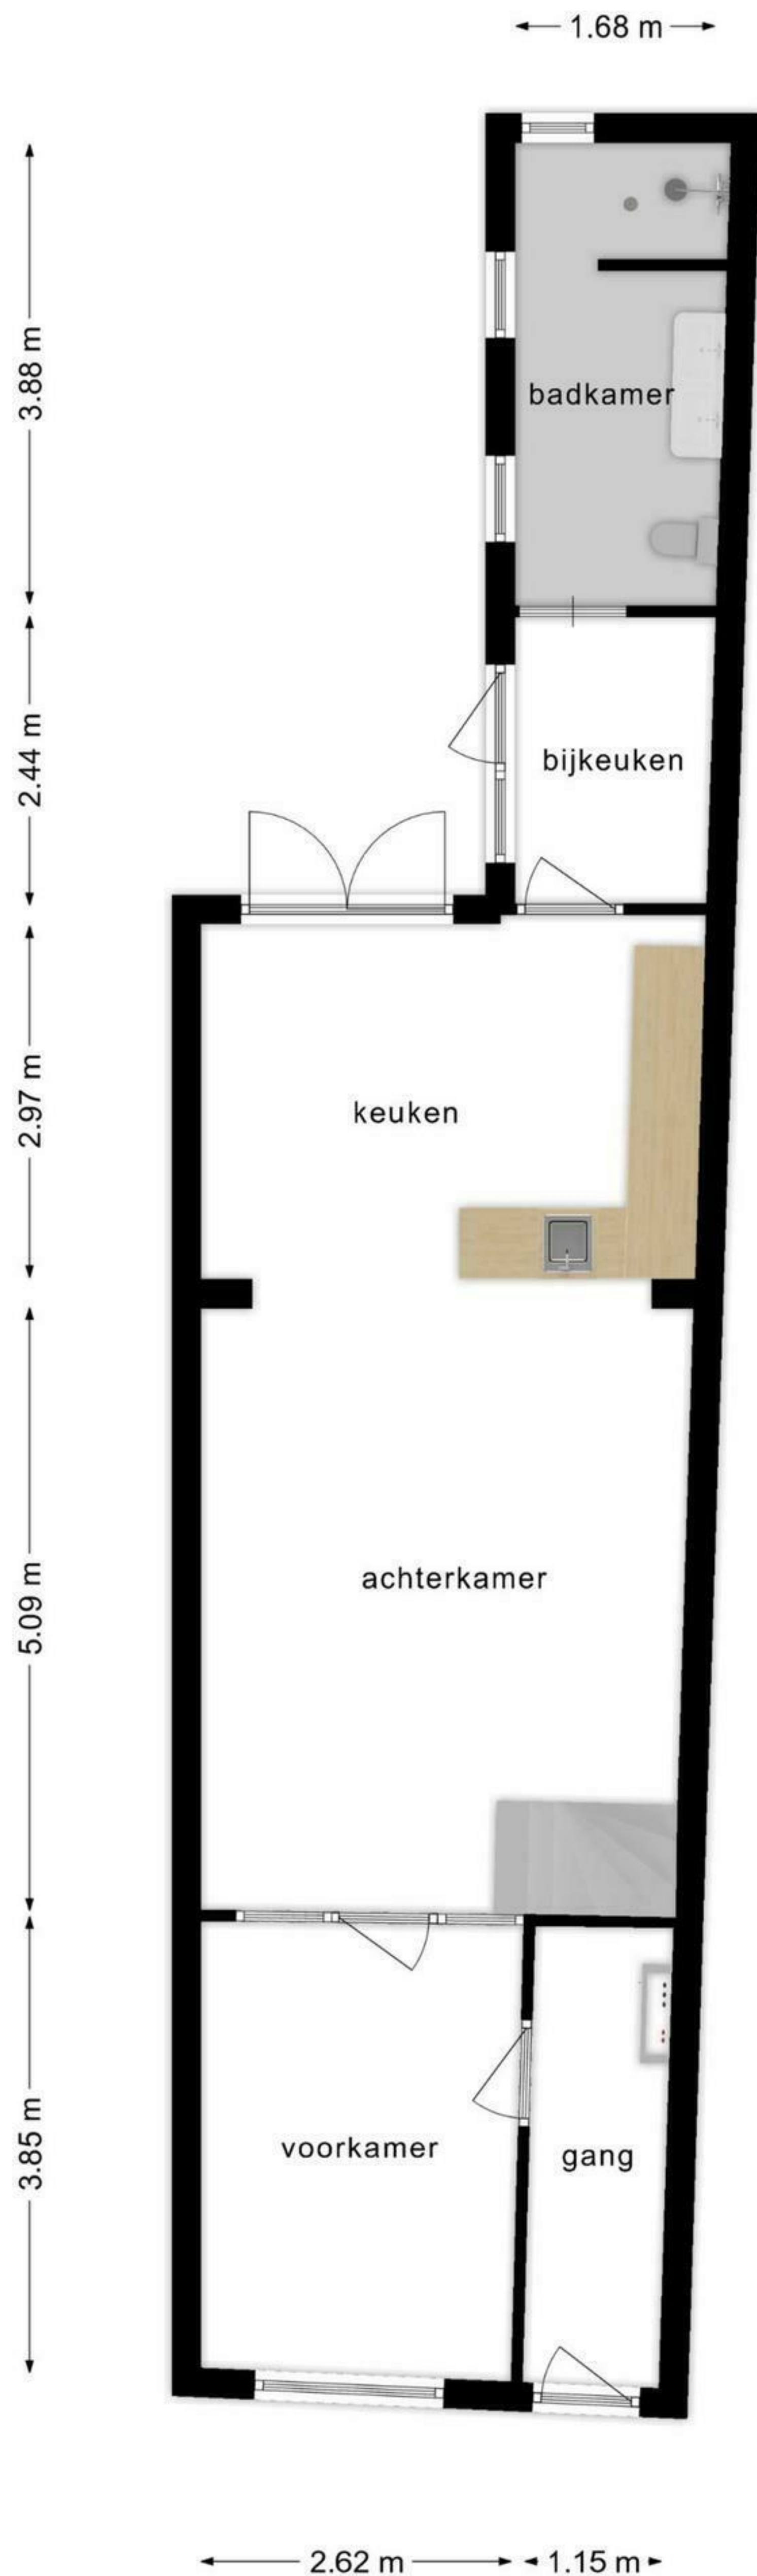 1.68 m
3.88 m
badkamer
2.44 m
bijkeuken
2.97 m
keuken
5.09 m
achterkamer
3.85 m
voorkamer
gang
2.62 m
1.15 m